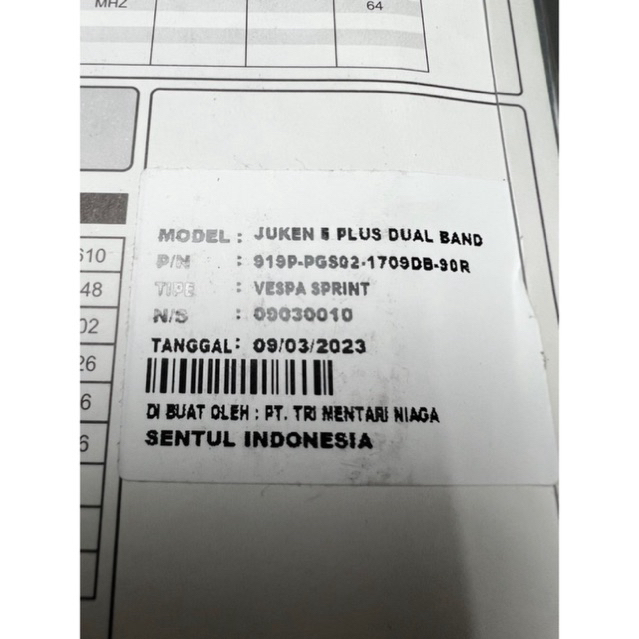 MHZ
64
610
48
02
26
6
6
MODEL : JUKEN 5 PLUS DUAL BAND
P/N : 919P-PGS02-1709DB-90R
TIPE : VESPA SPRINT
N/S : 09030010
TANGGAL : 09/03/2023
DI BUAT OLEH : PT. TRI MENTARI NIAGA
SENTUL INDONESIA